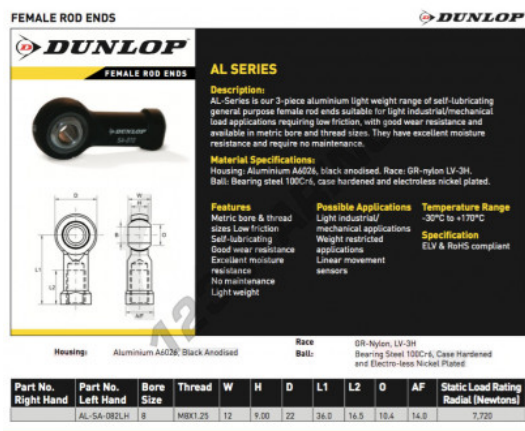 FEMALE ROD ENDS
DUNLOP
DUNLOP
FEMALE ROD ENDS
AL SERIES
Description:
AL-Series is our 3-piece aluminium light weight range of self-lubricating
general purpose female rod ends suitable for light industrial/mechanical
load applications requiring low friction, with good wear resistance and
available in metric bore and thread sizes. They have excellent moisture
resistance and require no maintenance.
Material Specifications:
Housing: Aluminium A6026, black anodised. Race: GR-nylon LV-3H.
Ball: Bearing steel 100Cr6, case hardened and electroless nickel plated.
Features
Metric bore & thread
sizes Low friction
Self-lubricating
Good wear resistance
Excellent moisture
resistance
No maintenance
Light weight
Possible Applications
Light industrial/
mechanical applications
Weight restricted
applications
Linear movement
sensors
Temperature Range
-30°C to +170°C
Specification
ELV & RoHS compliant
DUNLOP
D
W
H
B
O
L1
L2
A/F
Housing: Aluminium A6026, Black Anodised
Race GR-Nylon, LV-3H
Ball: Bearing Steel 100Cr6, Case Hardened
and Electro-less Nickel Plated
Part No. Right Hand Part No. Left Hand Bore Size Thread W H D L1 L2 O AF Static Load Rating Radial (Newtons)
AL-SA-082LH 8 M8X1.25 12 9.00 22 36.0 16.5 10.4 14.0 7,720